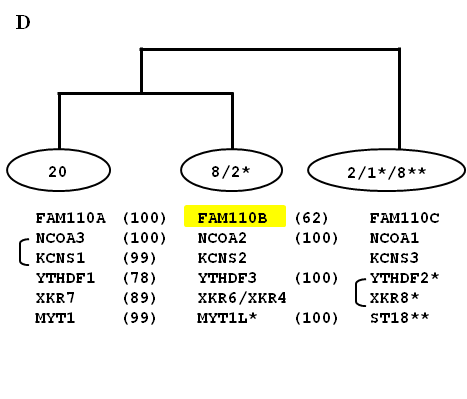 D
20 8/2* 2/1*/8**
FAM110A (100) FAM110B (62) FAM110C
NCOA3 (100) NCOA2 (100) NCOA1
KCNS1 (99) KCNS2 KCNS3
YTHDF1 (78) YTHDF3 (100) YTHDF2*
XKR7 (89) XKR6/XKR4 XKR8*
MYT1 (99) MYT1L* (100) ST18**